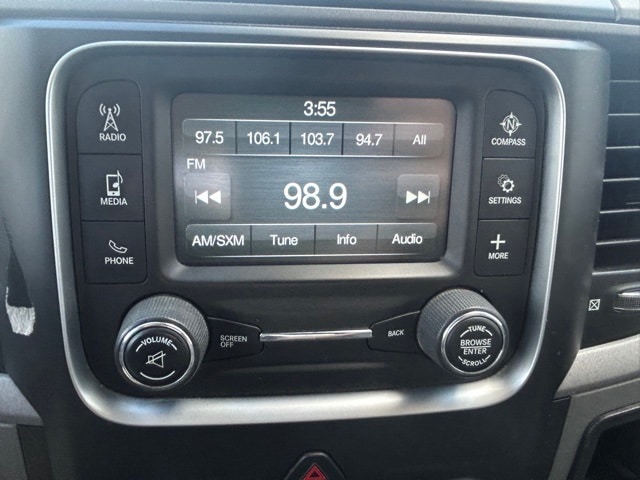 3:55
97.5 106.1 103.7 94.7 All
FM
98.9
AM/SXM Tune Info Audio
RADIO
MEDIA
PHONE
N
COMPASS
SETTINGS
MORE
VOLUME
SCREEN
OFF
BACK
TUNE
BROWSE
ENTER
SCROLL